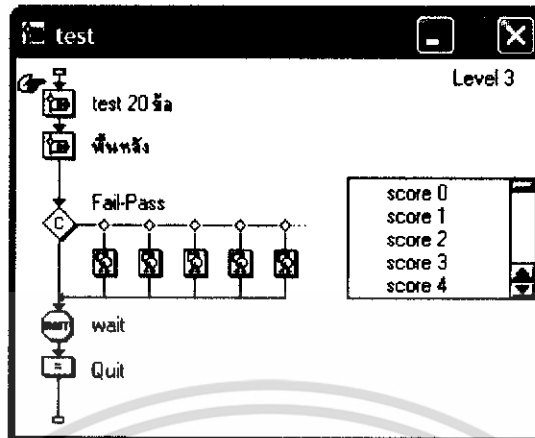 test
Level 3
test 20 ข้อ
พื้นหลัง
Fail-Pass
C
score 0
score 1
score 2
score 3
score 4
WAIT
wait
=
Quit